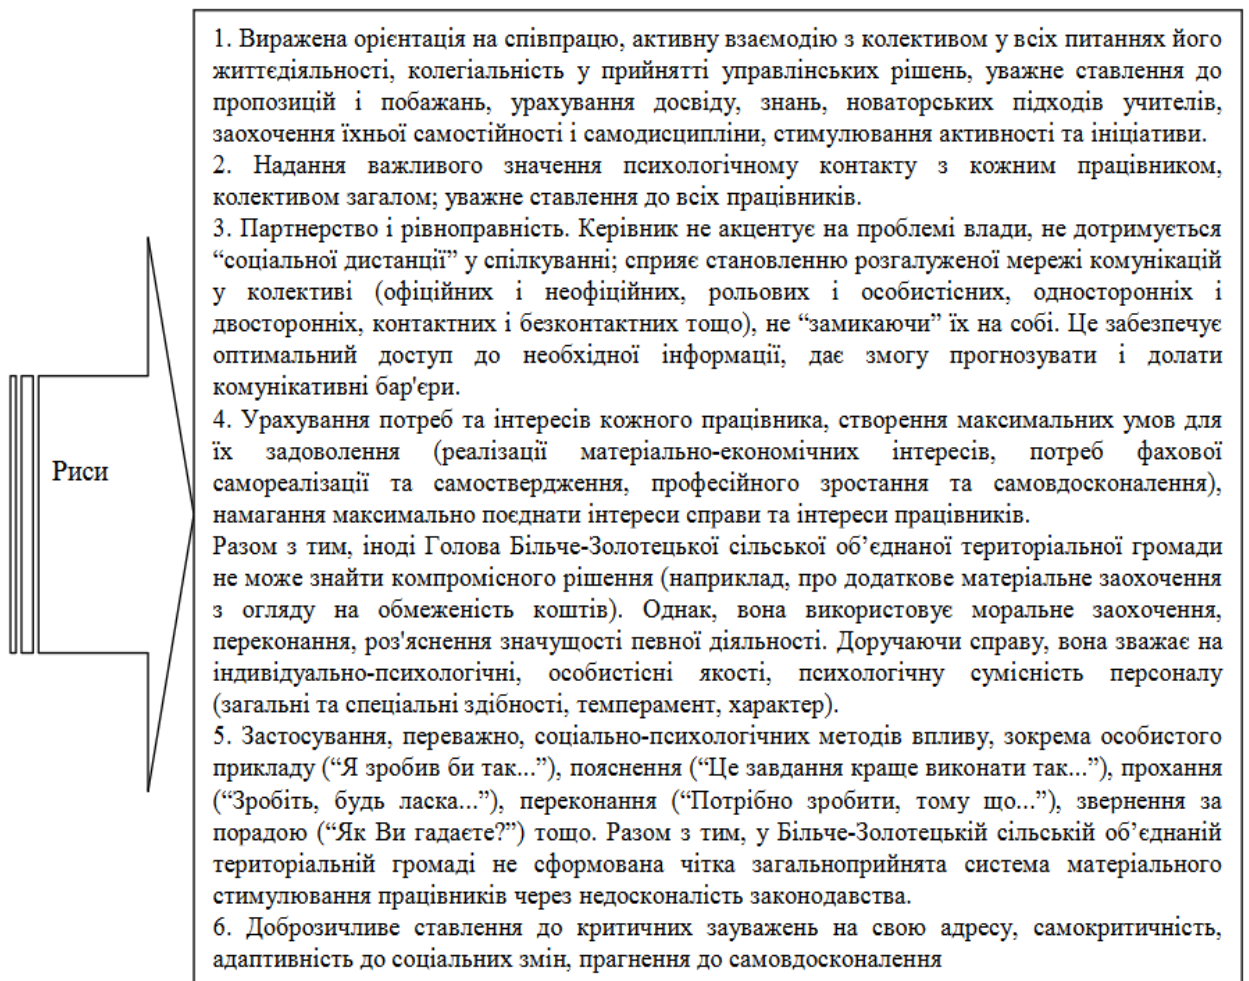 1. Виражена орієнтація на співпрацю, активну взаємодію з колективом у всіх питаннях його
життєдіяльності, колегіальність у прийнятті управлінських рішень, уважне ставлення до
пропозицій і побажань, урахування досвіду, знань, новаторських підходів учителів,
заохочення їхньої самостійності і самодисципліни, стимулювання активності та ініціативи.
2. Надання важливого значення психологічному контакту з кожним працівником,
колективом загалом; уважне ставлення до всіх працівників.
3. Партнерство і рівноправність. Керівник не акцентує на проблемі влади, не дотримується
“соціальної дистанції” у спілкуванні; сприяє становленню розгалуженої мережі комунікацій
у колективі (офіційних і неофіційних, рольових і особистісних, односторонніх і
двосторонніх, контактних і безконтактних тощо), не “замикаючи” їх на собі. Це забезпечує
оптимальний доступ до необхідної інформації, дає змогу прогнозувати і долати
комунікативні бар'єри.
4. Урахування потреб та інтересів кожного працівника, створення максимальних умов для
їх задоволення (реалізації матеріально-економічних інтересів, потреб фахової
самореалізації та самоствердження, професійного зростання та самовдосконалення),
намагання максимально поєднати інтереси справи та інтереси працівників.
Разом з тим, іноді Голова Більче-Золотецької сільської об’єднаної територіальної громади
не може знайти компромісного рішення (наприклад, про додаткове матеріальне заохочення
з огляду на обмеженість коштів). Однак, вона використовує моральне заохочення,
переконання, роз'яснення значущості певної діяльності. Доручаючи справу, вона зважає на
індивідуально-психологічні, особистісні якості, психологічну сумісність персоналу
(загальні та спеціальні здібності, темперамент, характер).
5. Застосування, переважно, соціально-психологічних методів впливу, зокрема особистого
прикладу (“Я зробив би так...”), пояснення (“Це завдання краще виконати так...”), прохання
(“Зробіть, будь ласка...”), переконання (“Потрібно зробити, тому що...”), звернення за
порадою (“Як Ви гадаєте?”) тощо. Разом з тим, у Більче-Золотецькій сільській об’єднаній
територіальній громаді не сформована чітка загальноприйнята система матеріального
стимулювання працівників через недосконалість законодавства.
6. Доброзичливе ставлення до критичних зауважень на свою адресу, самокритичність,
адаптивність до соціальних змін, прагнення до самовдосконалення
Риси